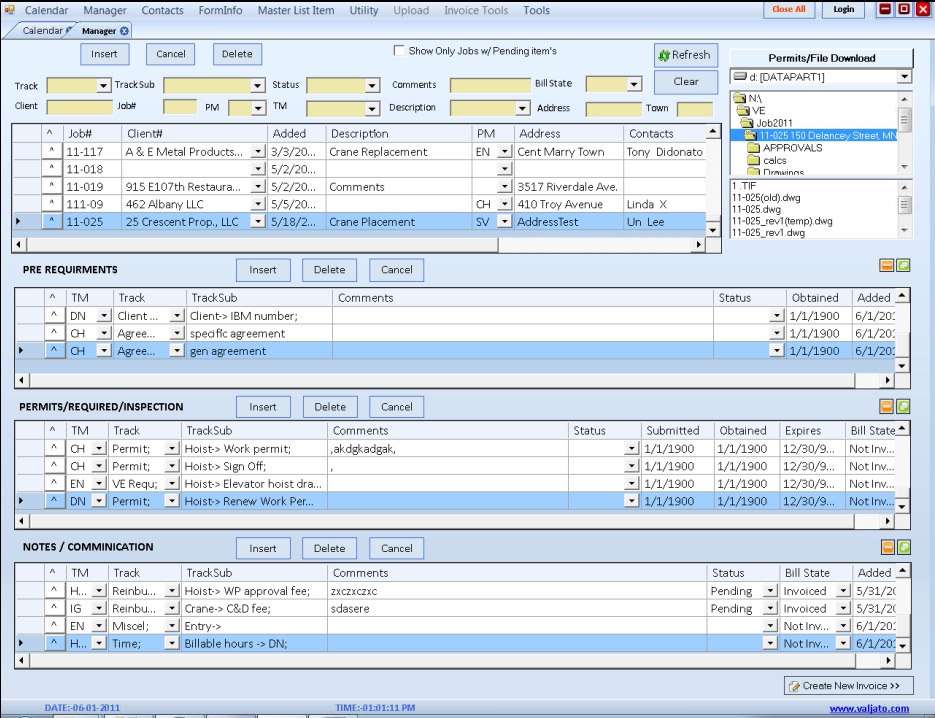 Calendar Manager Contacts FormInfo Master List Item Utility Upload Invoice Tools Tools Close All Login
Calendar Manager
Insert Cancel Delete Show Only Jobs w/ Pending item's Refresh Permits/File Download
Track TrackSub Status Comments Bill State Clear d: [DATAPART1]
Client Job# PM TM Description Address Town
N:\
VE
Job2011
11-025 150 Delancey Street, MN
APPROVALS
calcs
Drawings
^ Job# Client# Added Description PM Address Contacts
^ 11-117 A & E Metal Products... 3/3/20... Crane Replacement EN Cent Marry Town Tony Didonato
^ 11-018 5/2/20...
^ 11-019 915 E107th Restaura... 5/2/20... Comments 3517 Riverdale Ave.
^ 111-09 462 Albany LLC 5/5/20... CH 410 Troy Avenue Linda X
^ 11-025 25 Crescent Prop., LLC 5/18/2... Crane Placement SV AddressTest Un Lee
1 .TIF
11-025(old).dwg
11-025.dwg
11-025_rev1(temp).dwg
11-025_rev1.dwg
PRE REQUIRMENTS Insert Delete Cancel
^ TM Track TrackSub Comments Status Obtained Added
^ DN Client ... Client-> IBM number; 1/1/1900 6/1/201
^ CH Agree... specific agreement 1/1/1900 6/1/201
^ CH Agree... gen agreement 1/1/1900 6/1/201
PERMITS/REQUIRED/INSPECTION Insert Delete Cancel
^ TM Track TrackSub Comments Status Submitted Obtained Expires Bill State
^ CH Permit; Hoist-> Work permit; ,akdgkadgak, 1/1/1900 1/1/1900 12/30/9... Not Inv...
^ CH Permit; Hoist-> Sign Off; , 1/1/1900 1/1/1900 12/30/9... Not Inv...
^ EN VE Requ; Hoist-> Elevator hoist dra... 1/1/1900 1/1/1900 12/30/9... Not Inv...
^ DN Permit; Hoist-> Renew Work Per... 1/1/1900 1/1/1900 12/30/9... Not Inv...
NOTES / COMMINICATION Insert Delete Cancel
^ TM Track TrackSub Comments Status Bill State Added
^ H... Reinbu... Hoist-> WP approval fee; zxczxczxc Pending Invoiced 5/31/20
^ IG Reinbu... Crane-> C&D fee; sdasere Pending Invoiced 5/31/20
^ EN Miscel; Entry-> Not Inv... 6/1/201
^ H... Time; Billable hours -> DN; Not Inv... 6/1/201
Create New Invoice >>
DATE:-06-01-2011 TIME:-01:01:11 PM www.valjato.com